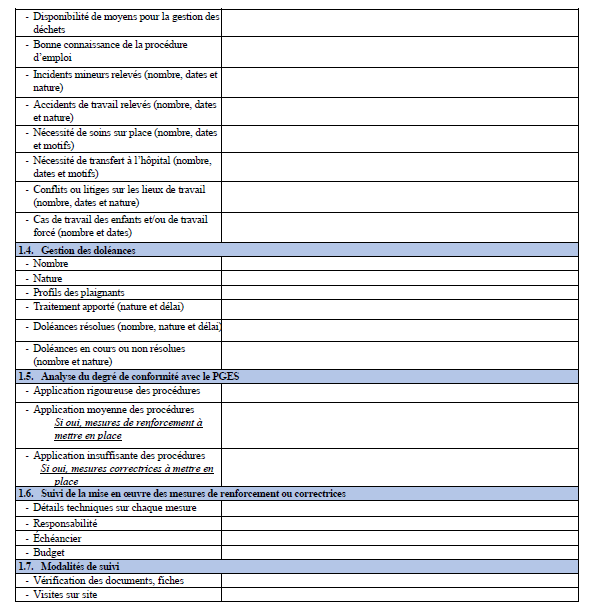 - Disponibilité de moyens pour la gestion des
déchets
- Bonne connaissance de la procédure
d'emploi
- Incidents mineurs relevés (nombre, dates et
nature)
- Accidents de travail relevés (nombre, dates
et nature)
- Nécessité de soins sur place (nombre, dates
et motifs)
- Nécessité de transfert à l'hôpital (nombre,
dates et motifs)
- Conflits ou litiges sur les lieux de travail
(nombre, dates et nature)
- Cas de travail des enfants et/ou de travail
forcé (nombre et dates)
1.4. Gestion des doléances
- Nombre
- Nature
- Profils des plaignants
- Traitement apporté (nature et délai)
- Doléances résolues (nombre, nature et délai)
- Doléances en cours ou non résolues
(nombre et nature)
1.5. Analyse du degré de conformité avec le PGES
- Application rigoureuse des procédures
- Application moyenne des procédures
Si oui, mesures de renforcement à
mettre en place
- Application insuffisante des procédures
Si oui, mesures correctrices à mettre en
place
1.6. Suivi de la mise en œuvre des mesures de renforcement ou correctrices
- Détails techniques sur chaque mesure
- Responsabilité
- Échéancier
- Budget
1.7. Modalités de suivi
- Vérification des documents, fiches
- Visites sur site